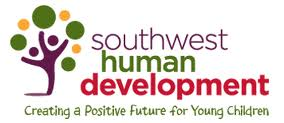 southwest
human
development
Creating a Positive Future for Young Children